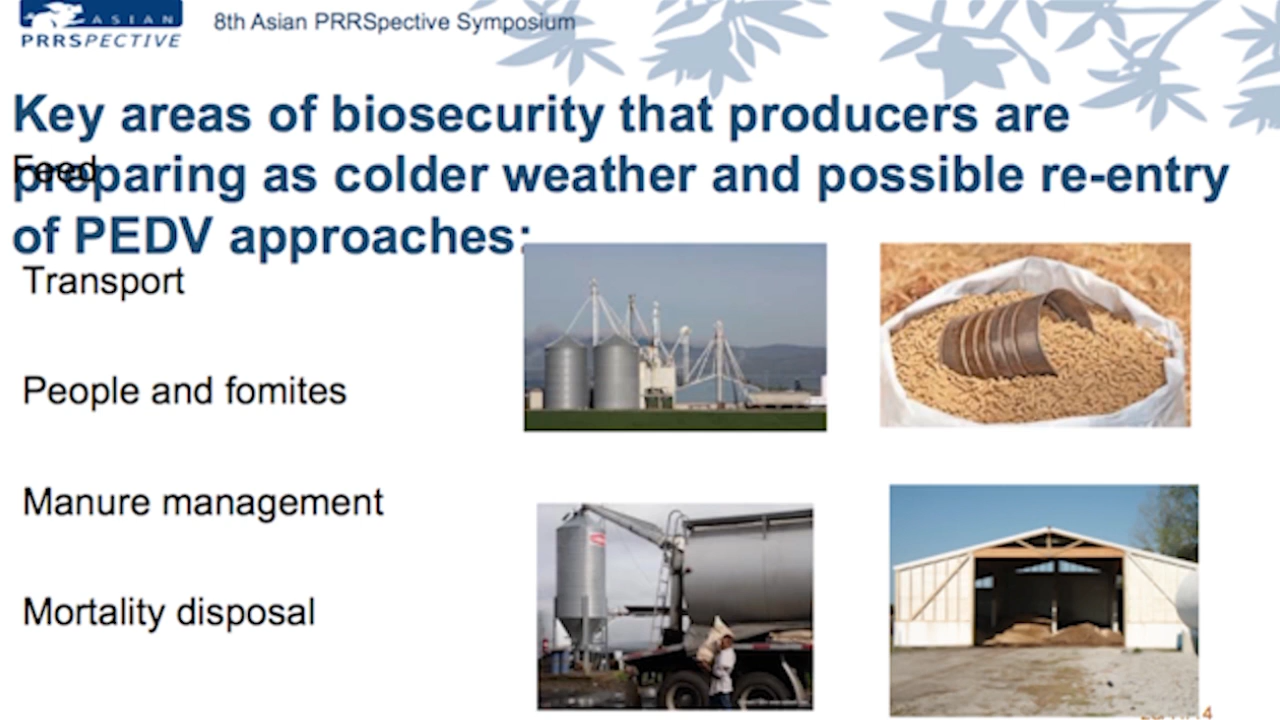 ASIAN
PRRSPECTIVE
8th Asian PRRSpective Symposium
Key areas of biosecurity that producers are
preparing as colder weather and possible re-entry
of PEDV approaches:
Feed
Transport
People and fomites
Manure management
Mortality disposal
4